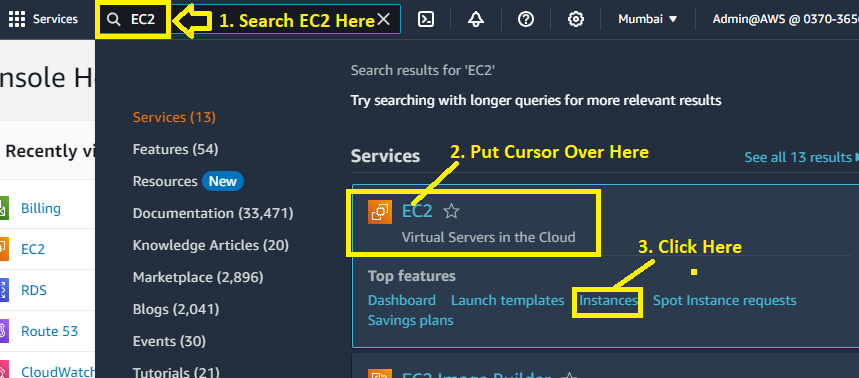 Services
EC2
1. Search EC2 Here
Mumbai
Admin@AWS @ 0370-365
nsole H
Search results for 'EC2'
Try searching with longer queries for more relevant results
Services (13)
Features (54)
Resources New
Documentation (33,471)
Knowledge Articles (20)
Marketplace (2,896)
Blogs (2,041)
Events (30)
Tutorials (21)
Recently vi
Billing
EC2
RDS
Route 53
CloudWatch
Services
2. Put Cursor Over Here
See all 13 results
EC2
Virtual Servers in the Cloud
3. Click Here
Top features
Dashboard Launch templates Instances Spot Instance requests
Savings plans
EC2 Image Builder